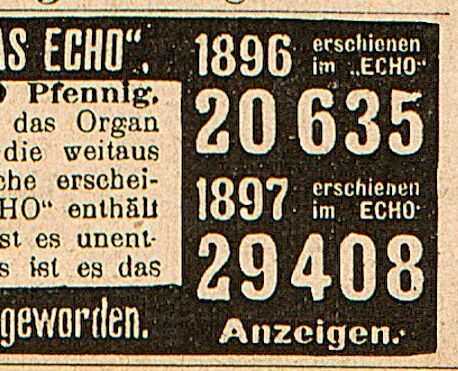 AS ECHO“.
Pfennig.
das Organ
die weitaus
che erschei-
HO“ enthält
st es unent-
s ist es das
geworden.
1896 erschienen
im „ECHO“
20 635
1897 erschienen
im ECHO
29 408
Anzeigen.